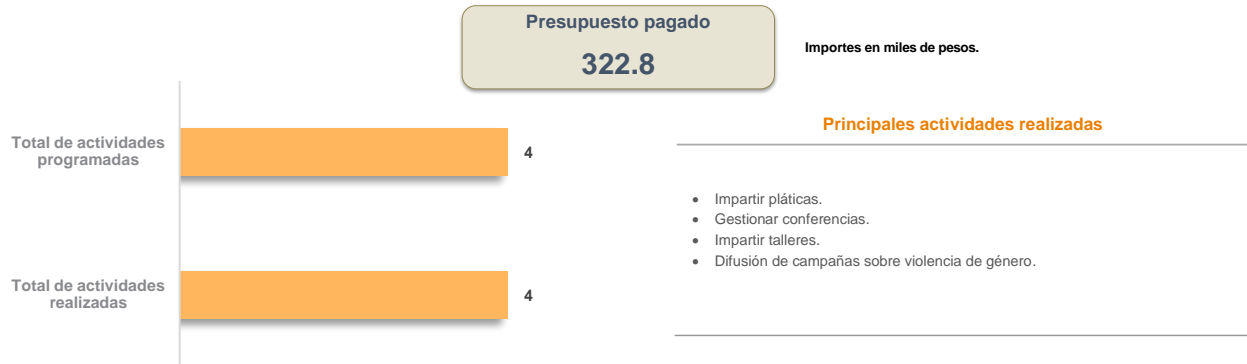 Presupuesto pagado
322.8
Importes en miles de pesos.
Total de actividades
programadas
4
Total de actividades
realizadas
4
Principales actividades realizadas
• Impartir pláticas.
• Gestionar conferencias.
• Impartir talleres.
• Difusión de campañas sobre violencia de género.